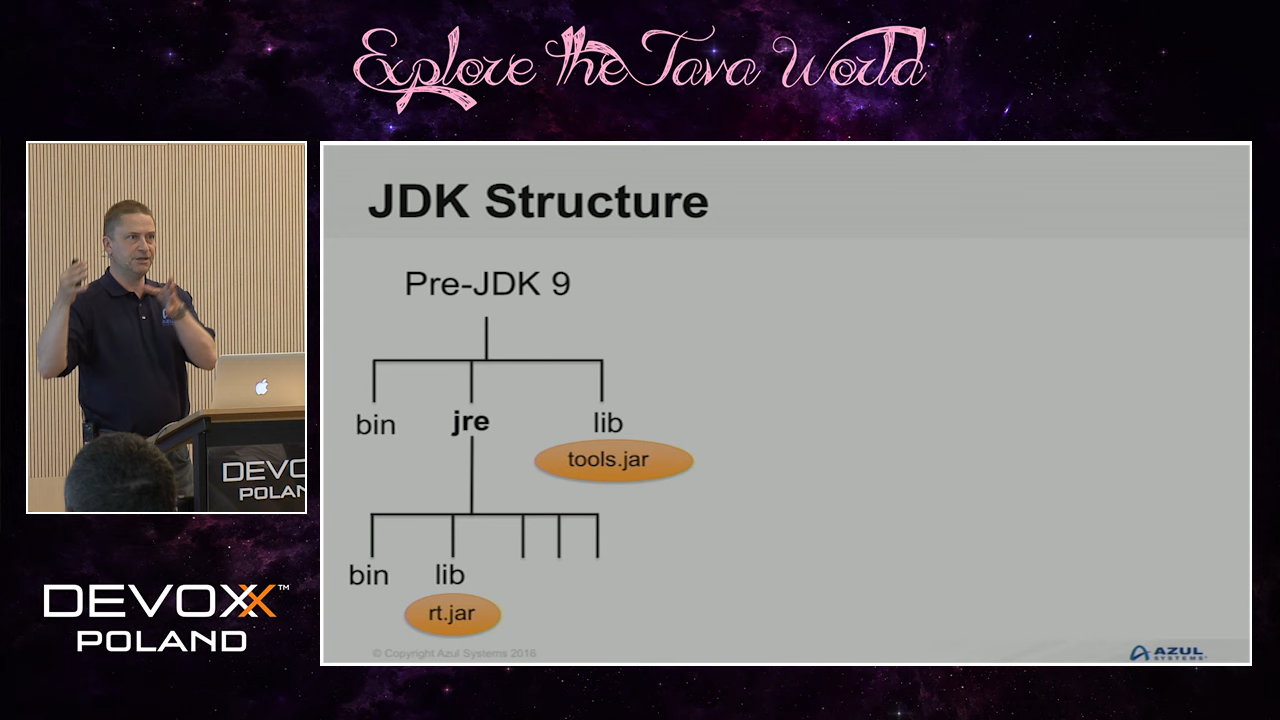 Explore the Java World
JDK Structure
Pre-JDK 9
bin
jre
lib
tools.jar
bin
lib
rt.jar
© Copyright Azul Systems 2016
AZUL
SYSTEMS
DEVO
POLAN
DEVOXX™
POLAND